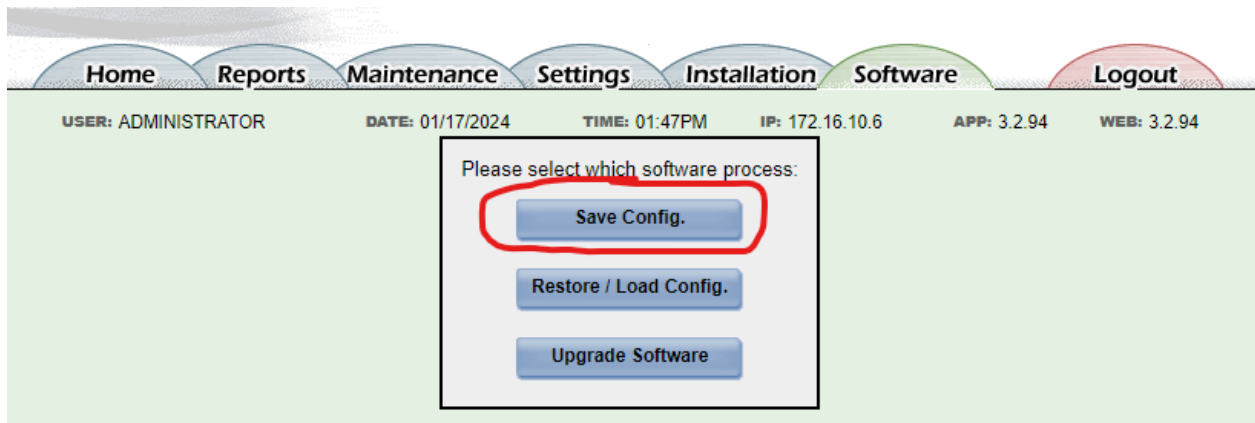 Home Reports Maintenance Settings Installation Software Logout
USER: ADMINISTRATOR DATE: 01/17/2024 TIME: 01:47PM IP: 172.16.10.6 APP: 3.2.94 WEB: 3.2.94
Please select which software process:
Save Config.
Restore / Load Config.
Upgrade Software